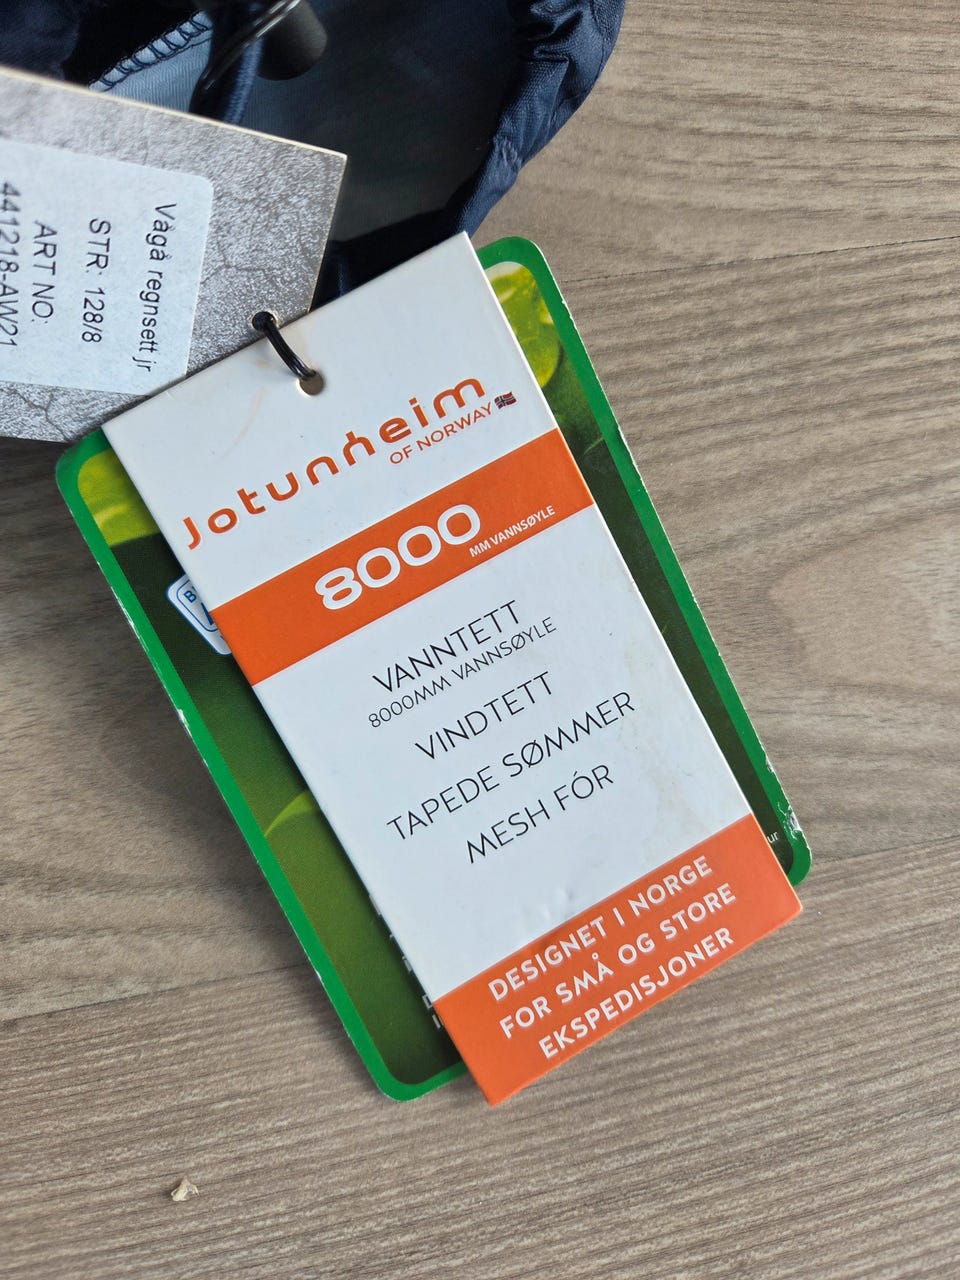 Vågå regnsett jr
STR: 128/8
ART NO:
441218-AW21
Jotunheim
OF NORWAY
8000
MM VANNSØYLE
VANNTETT
8000MM VANNSØYLE
VINDTETT
TAPEDE SØMMER
MESH FÓR
DESIGNET I NORGE
FOR SMÅ OG STORE
EKSPEDISJONER